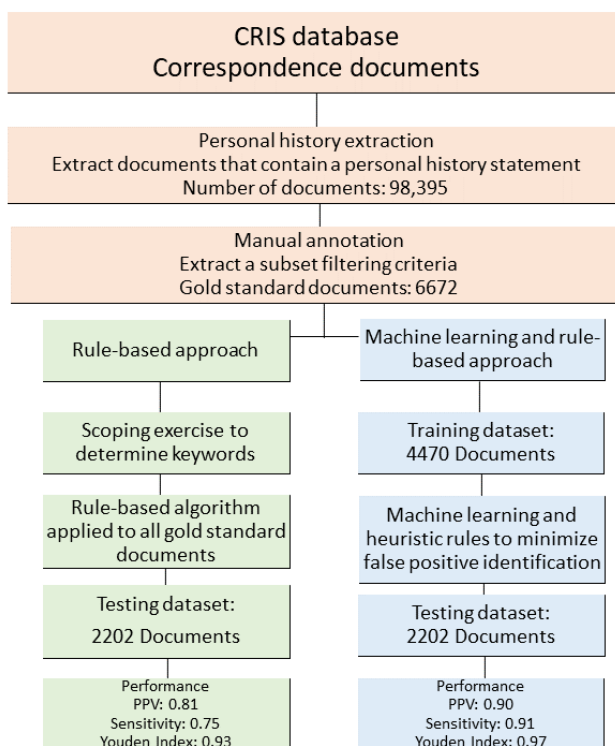 CRIS database
Correspondence documents
Personal history extraction
Extract documents that contain a personal history statement
Number of documents: 98,395
Manual annotation
Extract a subset filtering criteria
Gold standard documents: 6672
Rule-based approach
Machine learning and rule-
based approach
Scoping exercise to
determine keywords
Training dataset:
4470 Documents
Rule-based algorithm
applied to all gold standard
documents
Machine learning and
heuristic rules to minimize
false positive identification
Testing dataset:
2202 Documents
Testing dataset:
2202 Documents
Performance
PPV: 0.81
Sensitivity: 0.75
Youden Index: 0.93
Performance
PPV: 0.90
Sensitivity: 0.91
Youden Index: 0.97